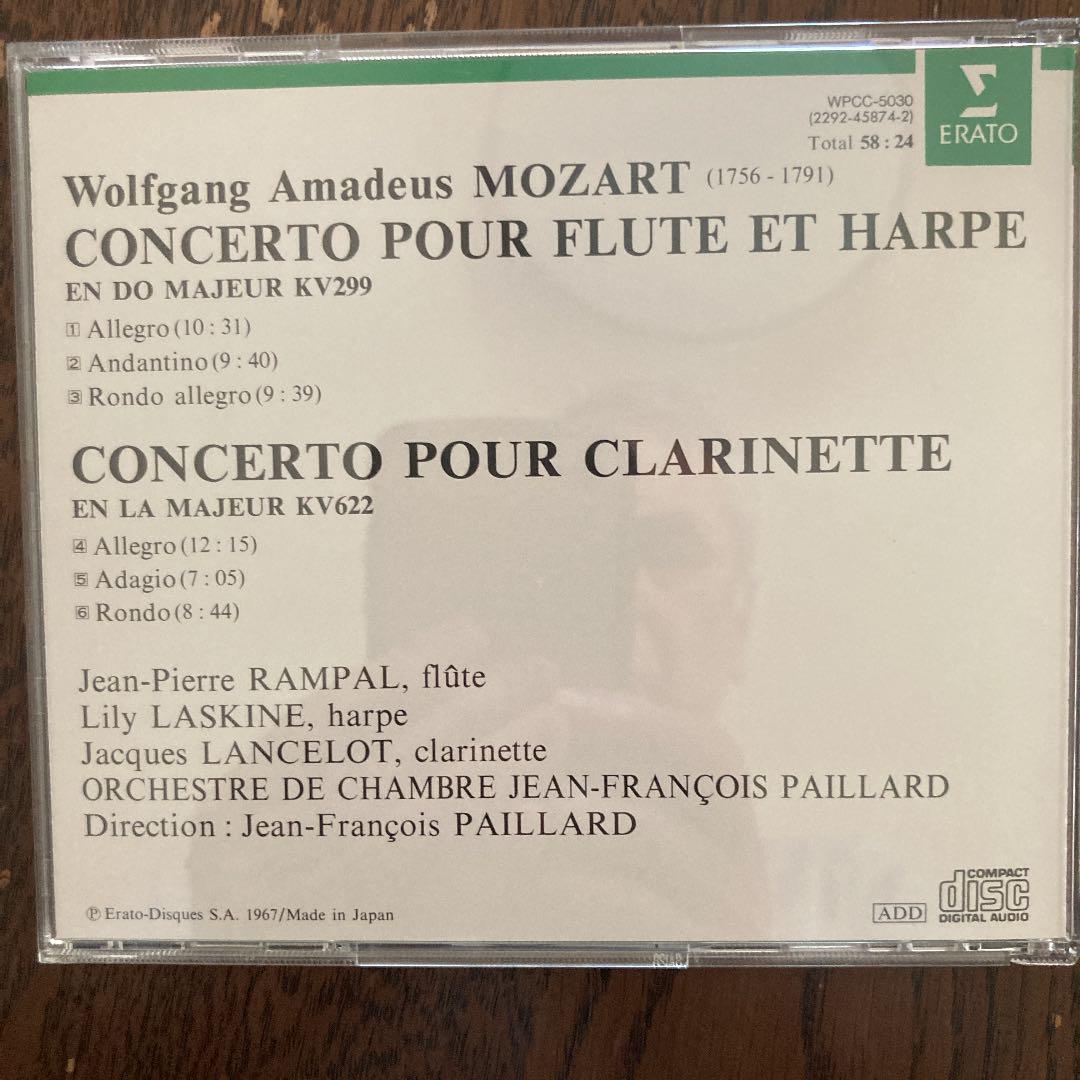 WPCC-5030
(2292-45874-2)
Total 58 : 24
ERATO
Wolfgang Amadeus MOZART (1756 - 1791)
CONCERTO POUR FLUTE ET HARPE
EN DO MAJEUR KV299
1 Allegro (10 : 31)
2 Andantino (9 : 40)
3 Rondo allegro (9 : 39)
CONCERTO POUR CLARINETTE
EN LA MAJEUR KV622
4 Allegro (12 : 15)
5 Adagio (7 : 05)
6 Rondo (8 : 44)
Jean-Pierre RAMPAL, flûte
Lily LASKINE, harpe
Jacques LANCELOT, clarinette
ORCHESTRE DE CHAMBRE JEAN-FRANÇOIS PAILLARD
Direction : Jean-François PAILLARD
℗ Erato-Disques S.A. 1967/Made in Japan
ADD
COMPACT
disc
DIGITAL AUDIO